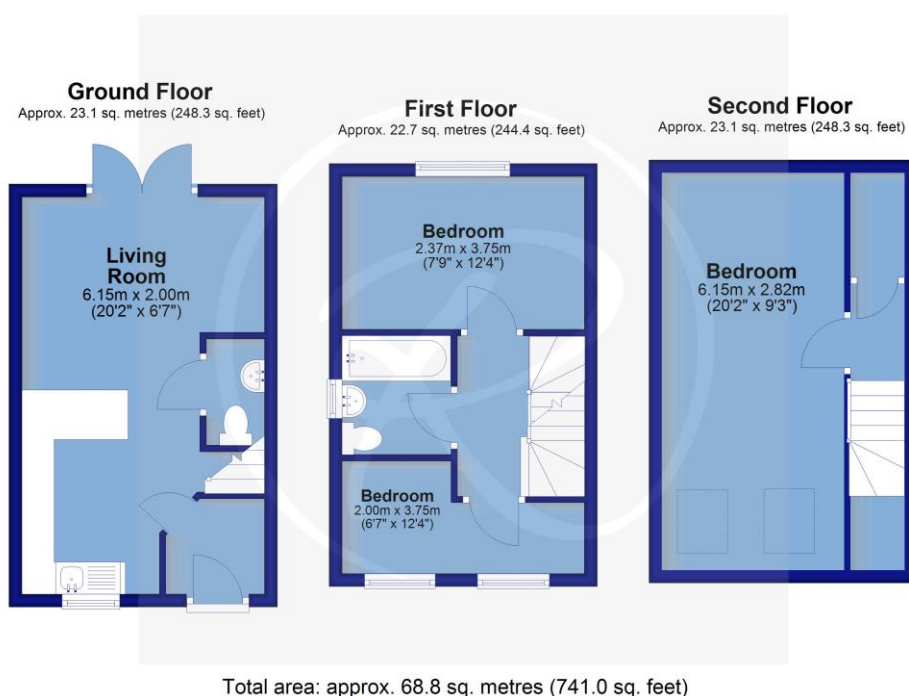 Ground Floor
Approx. 23.1 sq. metres (248.3 sq. feet)
Living
Room
6.15m x 2.00m
(20'2" x 6'7")
First Floor
Approx. 22.7 sq. metres (244.4 sq. feet)
Bedroom
2.37m x 3.75m
(7'9" x 12'4")
Bedroom
2.00m x 3.75m
(6'7" x 12'4")
Second Floor
Approx. 23.1 sq. metres (248.3 sq. feet)
Bedroom
6.15m x 2.82m
(20'2" x 9'3")
Total area: approx. 68.8 sq. metres (741.0 sq. feet)
R